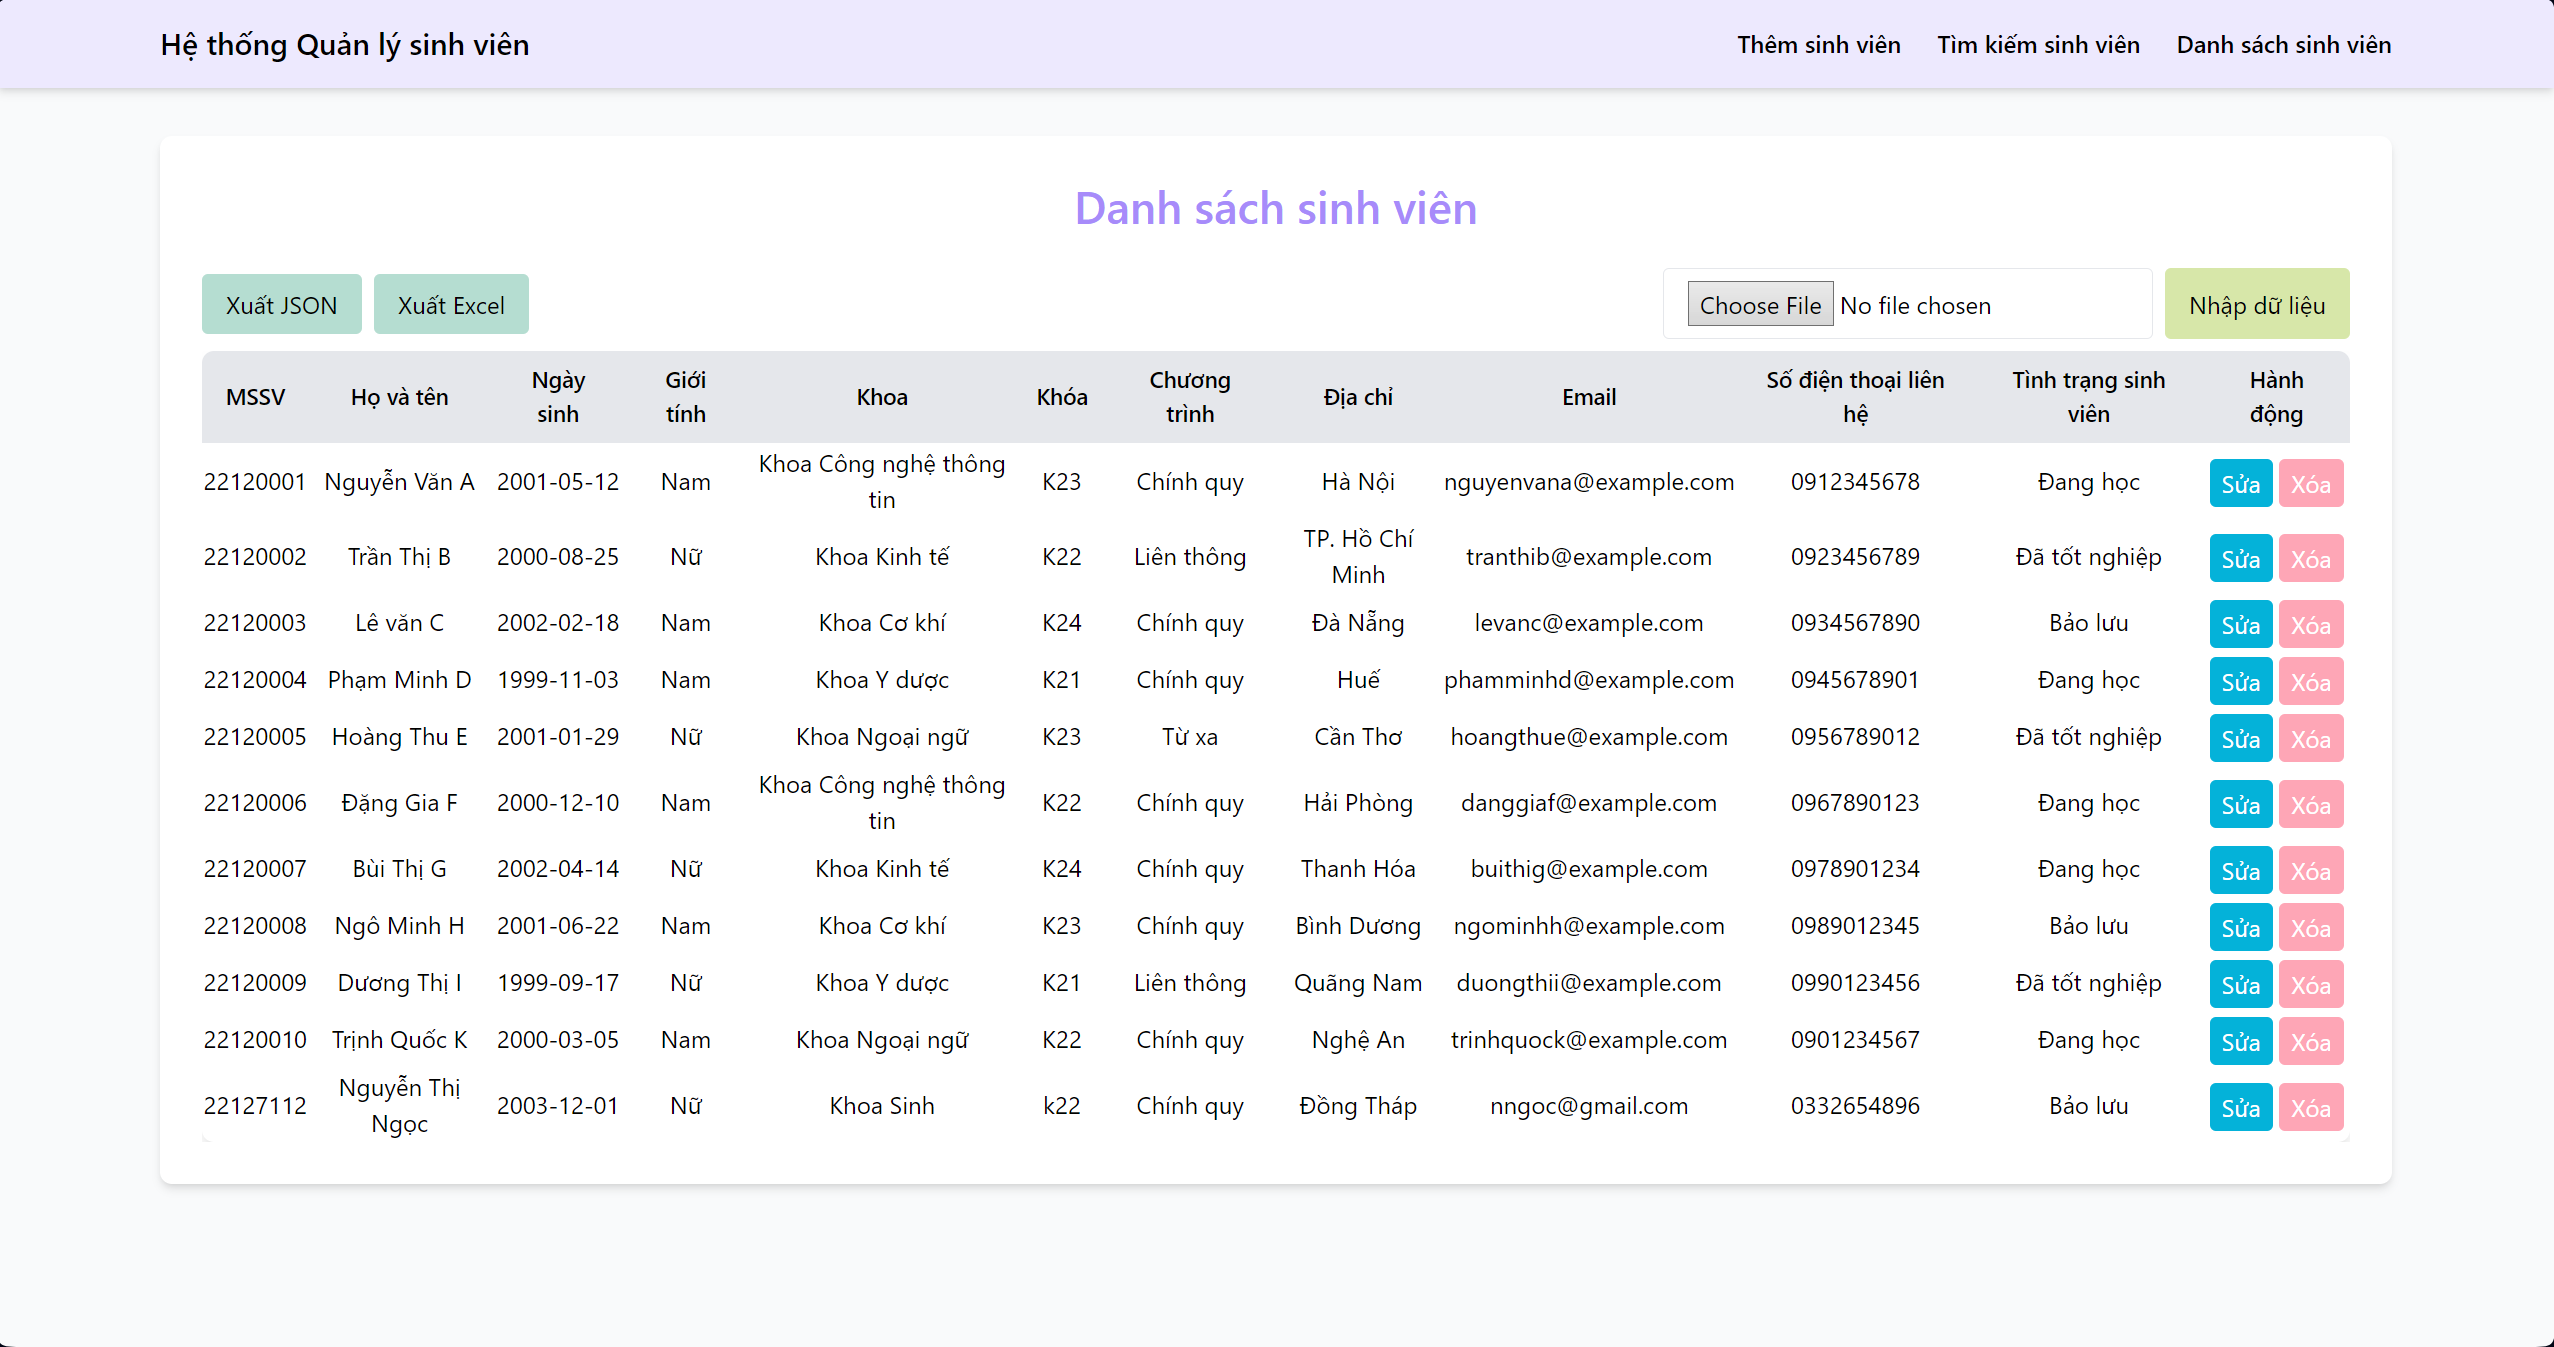 Hệ thống Quản lý sinh viên Thêm sinh viên Tìm kiếm sinh viên Danh sách sinh viên
Danh sách sinh viên
Xuất JSON Xuất Excel Choose File No file chosen Nhập dữ liệu
MSSV Họ và tên Ngày sinh Giới tính Khoa Khóa Chương trình Địa chỉ Email Số điện thoại liên hệ Tình trạng sinh viên Hành động
22120001 Nguyễn Văn A 2001-05-12 Nam Khoa Công nghệ thông tin K23 Chính quy Hà Nội nguyenvana@example.com 0912345678 Đang học Sửa Xóa
22120002 Trần Thị B 2000-08-25 Nữ Khoa Kinh tế K22 Liên thông TP. Hồ Chí Minh tranthib@example.com 0923456789 Đã tốt nghiệp Sửa Xóa
22120003 Lê văn C 2002-02-18 Nam Khoa Cơ khí K24 Chính quy Đà Nẵng levanc@example.com 0934567890 Bảo lưu Sửa Xóa
22120004 Phạm Minh D 1999-11-03 Nam Khoa Y dược K21 Chính quy Huế phamminhd@example.com 0945678901 Đang học Sửa Xóa
22120005 Hoàng Thu E 2001-01-29 Nữ Khoa Ngoại ngữ K23 Từ xa Cần Thơ hoangthue@example.com 0956789012 Đã tốt nghiệp Sửa Xóa
22120006 Đặng Gia F 2000-12-10 Nam Khoa Công nghệ thông tin K22 Chính quy Hải Phòng danggiaf@example.com 0967890123 Đang học Sửa Xóa
22120007 Bùi Thị G 2002-04-14 Nữ Khoa Kinh tế K24 Chính quy Thanh Hóa buithig@example.com 0978901234 Đang học Sửa Xóa
22120008 Ngô Minh H 2001-06-22 Nam Khoa Cơ khí K23 Chính quy Bình Dương ngominhh@example.com 0989012345 Bảo lưu Sửa Xóa
22120009 Dương Thị I 1999-09-17 Nữ Khoa Y dược K21 Liên thông Quãng Nam duongthii@example.com 0990123456 Đã tốt nghiệp Sửa Xóa
22120010 Trịnh Quốc K 2000-03-05 Nam Khoa Ngoại ngữ K22 Chính quy Nghệ An trinhquock@example.com 0901234567 Đang học Sửa Xóa
22127112 Nguyễn Thị Ngọc 2003-12-01 Nữ Khoa Sinh k22 Chính quy Đồng Tháp nngoc@gmail.com 0332654896 Bảo lưu Sửa Xóa